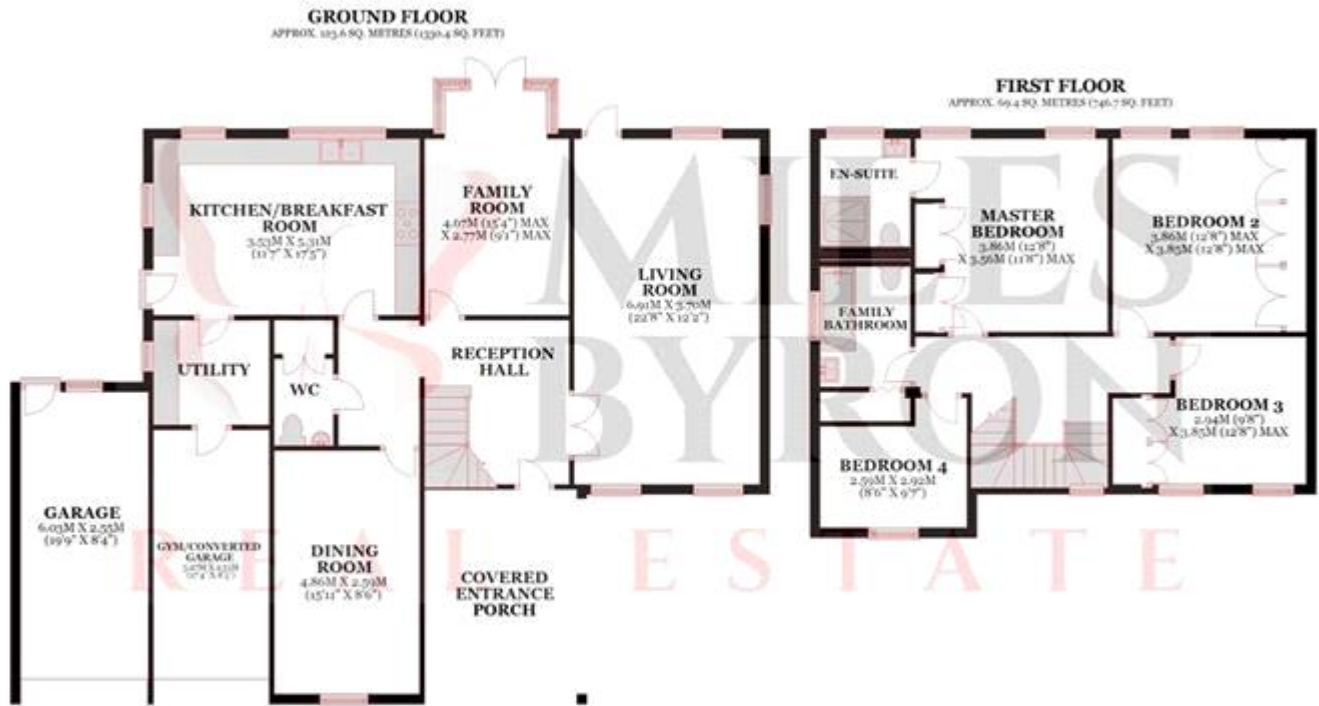 GROUND FLOOR
APPROX. 123.6 SQ. METRES (1330.4 SQ. FEET)
KITCHEN/BREAKFAST
ROOM
3.53M X 5.31M
(11'7" X 17'5")
FAMILY
ROOM
4.67M (15'4") MAX
X 2.77M (9'1") MAX
LIVING
ROOM
6.91M X 3.70M
(22'8" X 12'2")
UTILITY
WC
RECEPTION
HALL
GARAGE
6.03M X 2.55M
(19'9" X 8'4")
GYM/CONVERTED
GARAGE
DINING
ROOM
4.86M X 2.59M
(15'11" X 8'6")
COVERED
ENTRANCE
PORCH
FIRST FLOOR
APPROX. 69.4 SQ. METRES (746.7 SQ. FEET)
EN-SUITE
MASTER
BEDROOM
3.86M (12'8")
X 3.56M (11'8") MAX
BEDROOM 2
3.86M (12'8") MAX
X 3.85M (12'8") MAX
FAMILY
BATHROOM
BEDROOM 3
2.94M (9'8")
X 3.85M (12'8") MAX
BEDROOM 4
2.59M X 2.92M
(8'6" X 9'7")
MILES
BYRON
REAL ESTATE